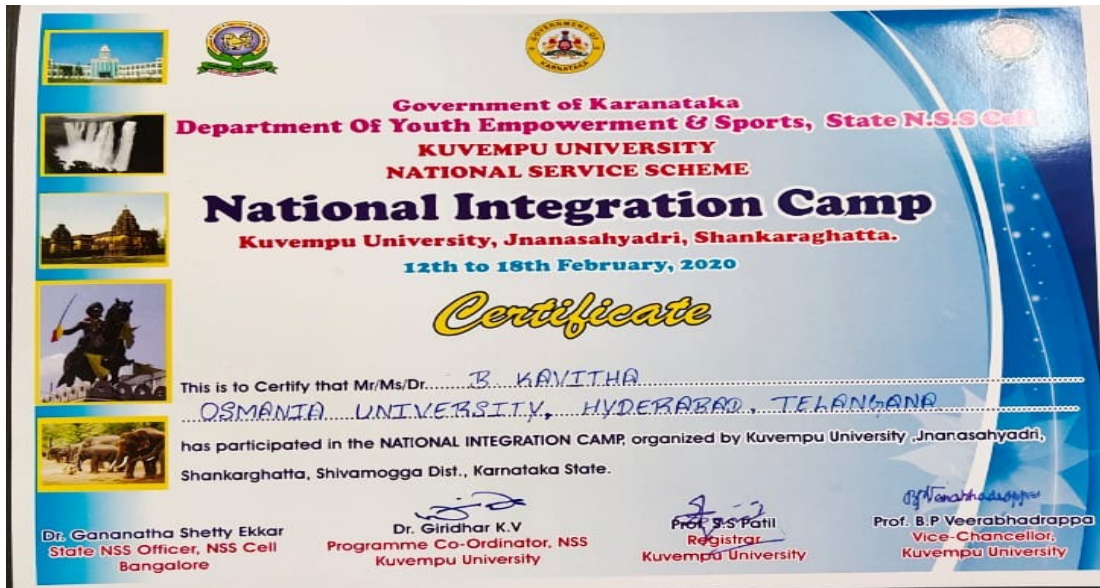 GOVERNMENT OF
KARNATAKA
Government of Karanataka
Department Of Youth Empowerment & Sports, State N.S.S Cell
KUVEMPU UNIVERSITY
NATIONAL SERVICE SCHEME
National Integration Camp
Kuvempu University, Jnanasahyadri, Shankaraghatta.
12th to 18th February, 2020
Certificate
This is to Certify that Mr/Ms/Dr. B. KAVITHA
OSMANIA UNIVERSITY, HYDERABAD, TELANGANA
has participated in the NATIONAL INTEGRATION CAMP, organized by Kuvempu University ,Jnanasahyadri,
Shankarghatta, Shivamogga Dist., Karnataka State.
Dr. Gananatha Shetty Ekkar
State NSS Officer, NSS Cell
Bangalore
Dr. Giridhar K.V
Programme Co-Ordinator, NSS
Kuvempu University
Prof. S.S Patil
Registrar
Kuvempu University
Prof. B.P Veerabhadrappa
Vice-Chancellor,
Kuvempu University